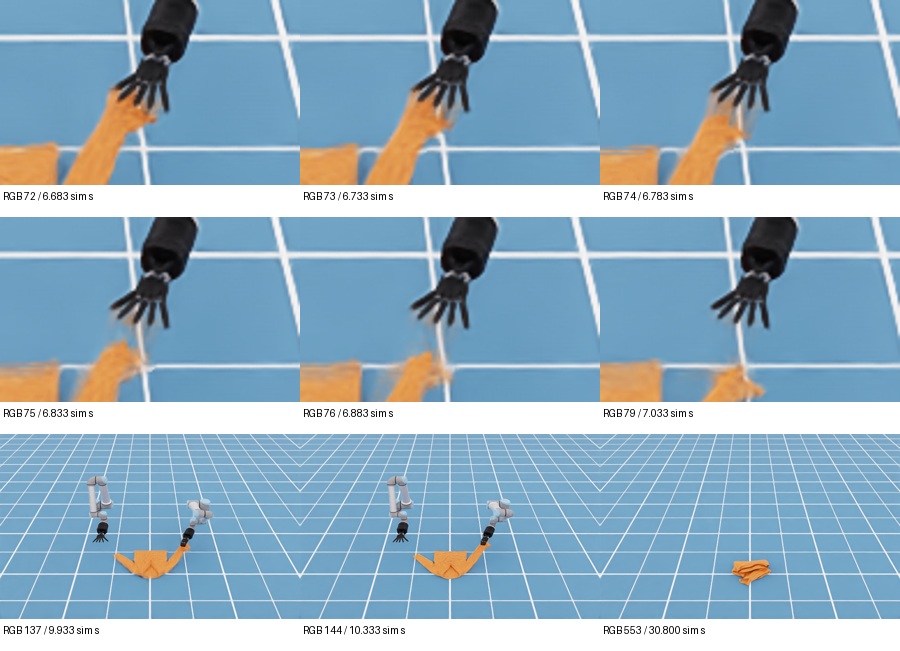 RGB72 / 6.683 sim s
RGB73 / 6.733 sim s
RGB74 / 6.783 sim s
RGB75 / 6.833 sim s
RGB76 / 6.883 sim s
RGB79 / 7.033 sim s
RGB137 / 9.933 sim s
RGB144 / 10.333 sim s
RGB553 / 30.800 sim s